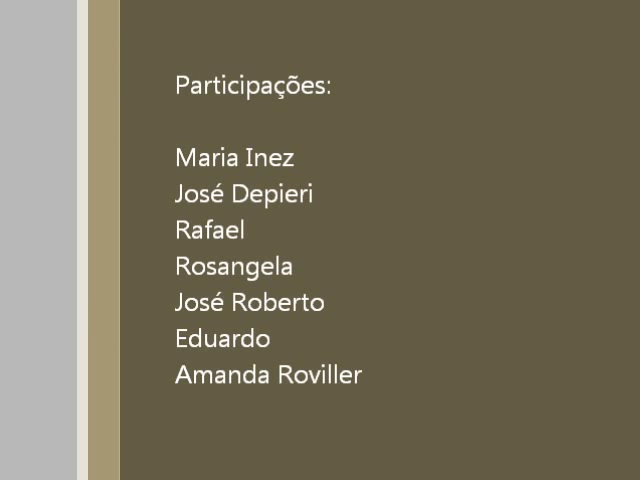 Participações:
Maria Inez
José Depieri
Rafael
Rosangela
José Roberto
Eduardo
Amanda Roviller